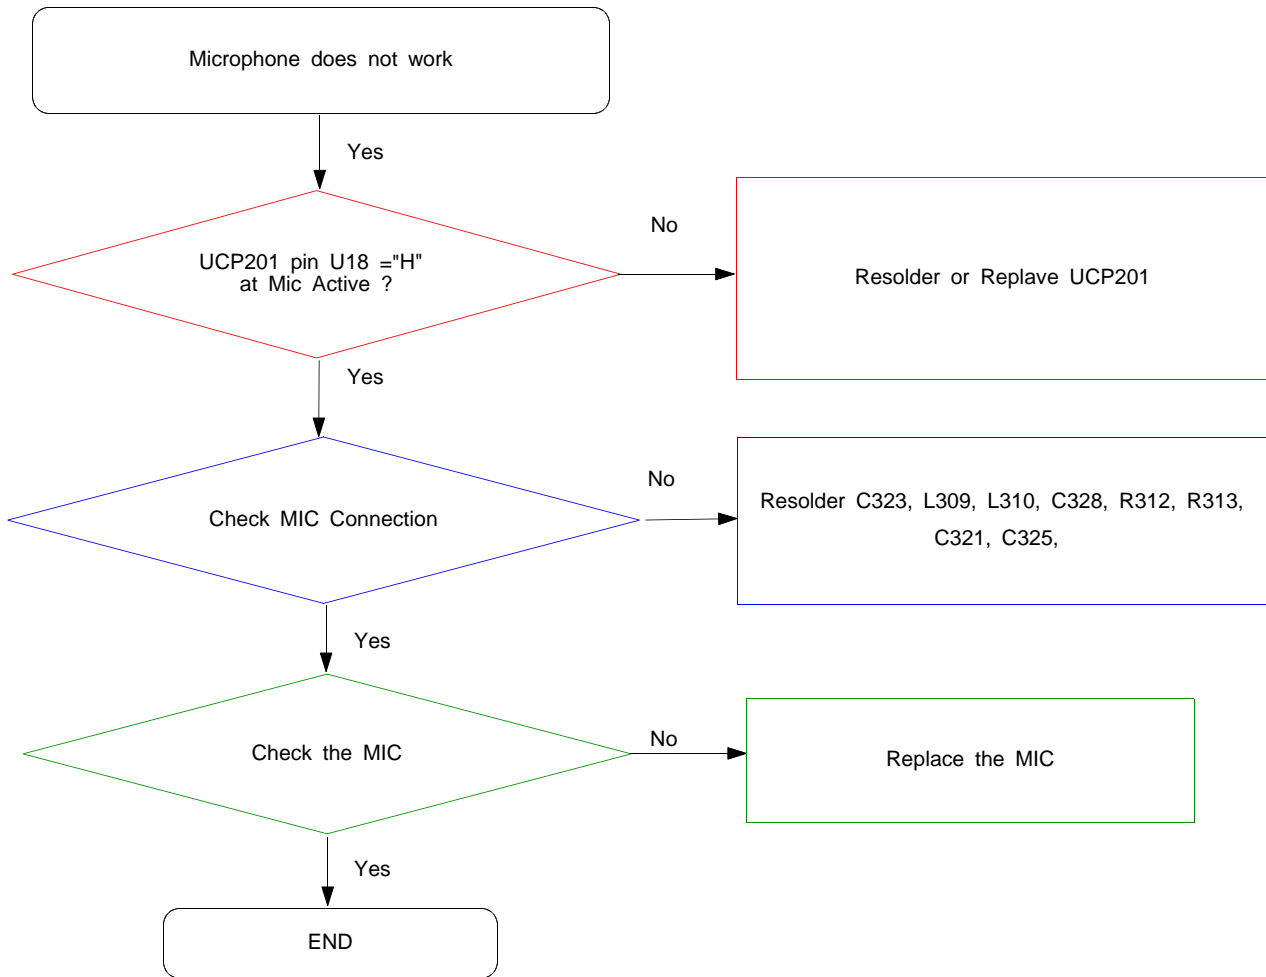 Microphone does not work
Yes
UCP201 pin U18 ="H"
at Mic Active ?
No
Resolder or Replave UCP201
Yes
Check MIC Connection
No
Resolder C323, L309, L310, C328, R312, R313,
C321, C325,
Yes
Check the MIC
No
Replace the MIC
Yes
END